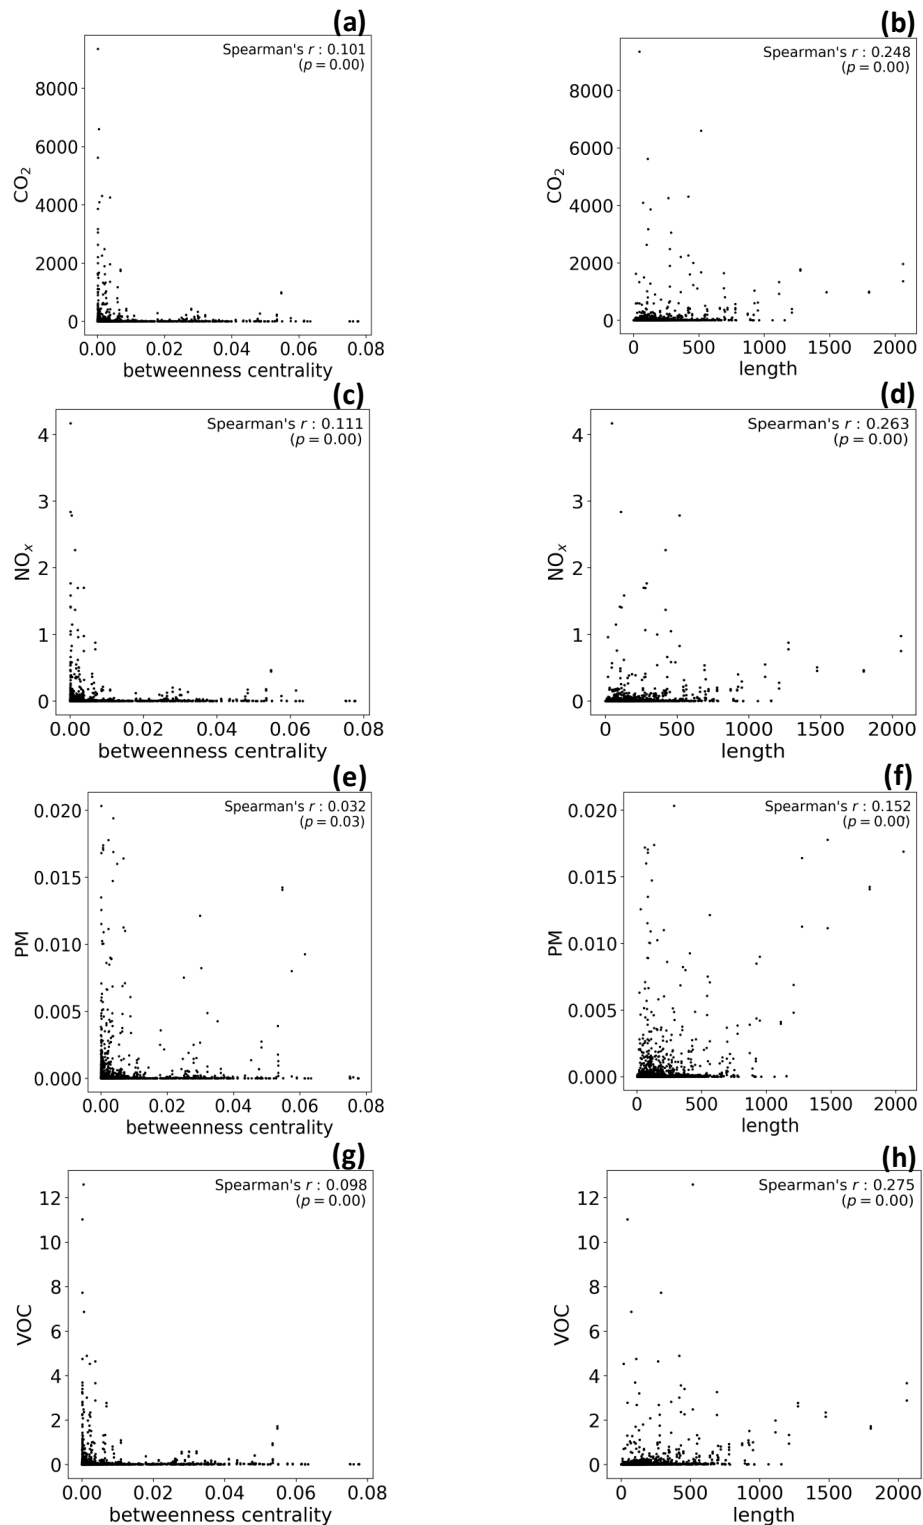 (a)
Spearman's r : 0.101
(p = 0.00)
8000
6000
4000
2000
0
CO2
0.00 0.02 0.04 0.06 0.08
betweenness centrality
(b)
Spearman's r : 0.248
(p = 0.00)
8000
6000
4000
2000
0
CO2
0 500 1000 1500 2000
length
(c)
Spearman's r : 0.111
(p = 0.00)
4
3
2
1
0
NOx
0.00 0.02 0.04 0.06 0.08
betweenness centrality
(d)
Spearman's r : 0.263
(p = 0.00)
4
3
2
1
0
NOx
0 500 1000 1500 2000
length
(e)
Spearman's r : 0.032
(p = 0.03)
0.020
0.015
0.010
0.005
0.000
PM
0.00 0.02 0.04 0.06 0.08
betweenness centrality
(f)
Spearman's r : 0.152
(p = 0.00)
0.020
0.015
0.010
0.005
0.000
PM
0 500 1000 1500 2000
length
(g)
Spearman's r : 0.098
(p = 0.00)
12
10
8
6
4
2
0
VOC
0.00 0.02 0.04 0.06 0.08
betweenness centrality
(h)
Spearman's r : 0.275
(p = 0.00)
12
10
8
6
4
2
0
VOC
0 500 1000 1500 2000
length